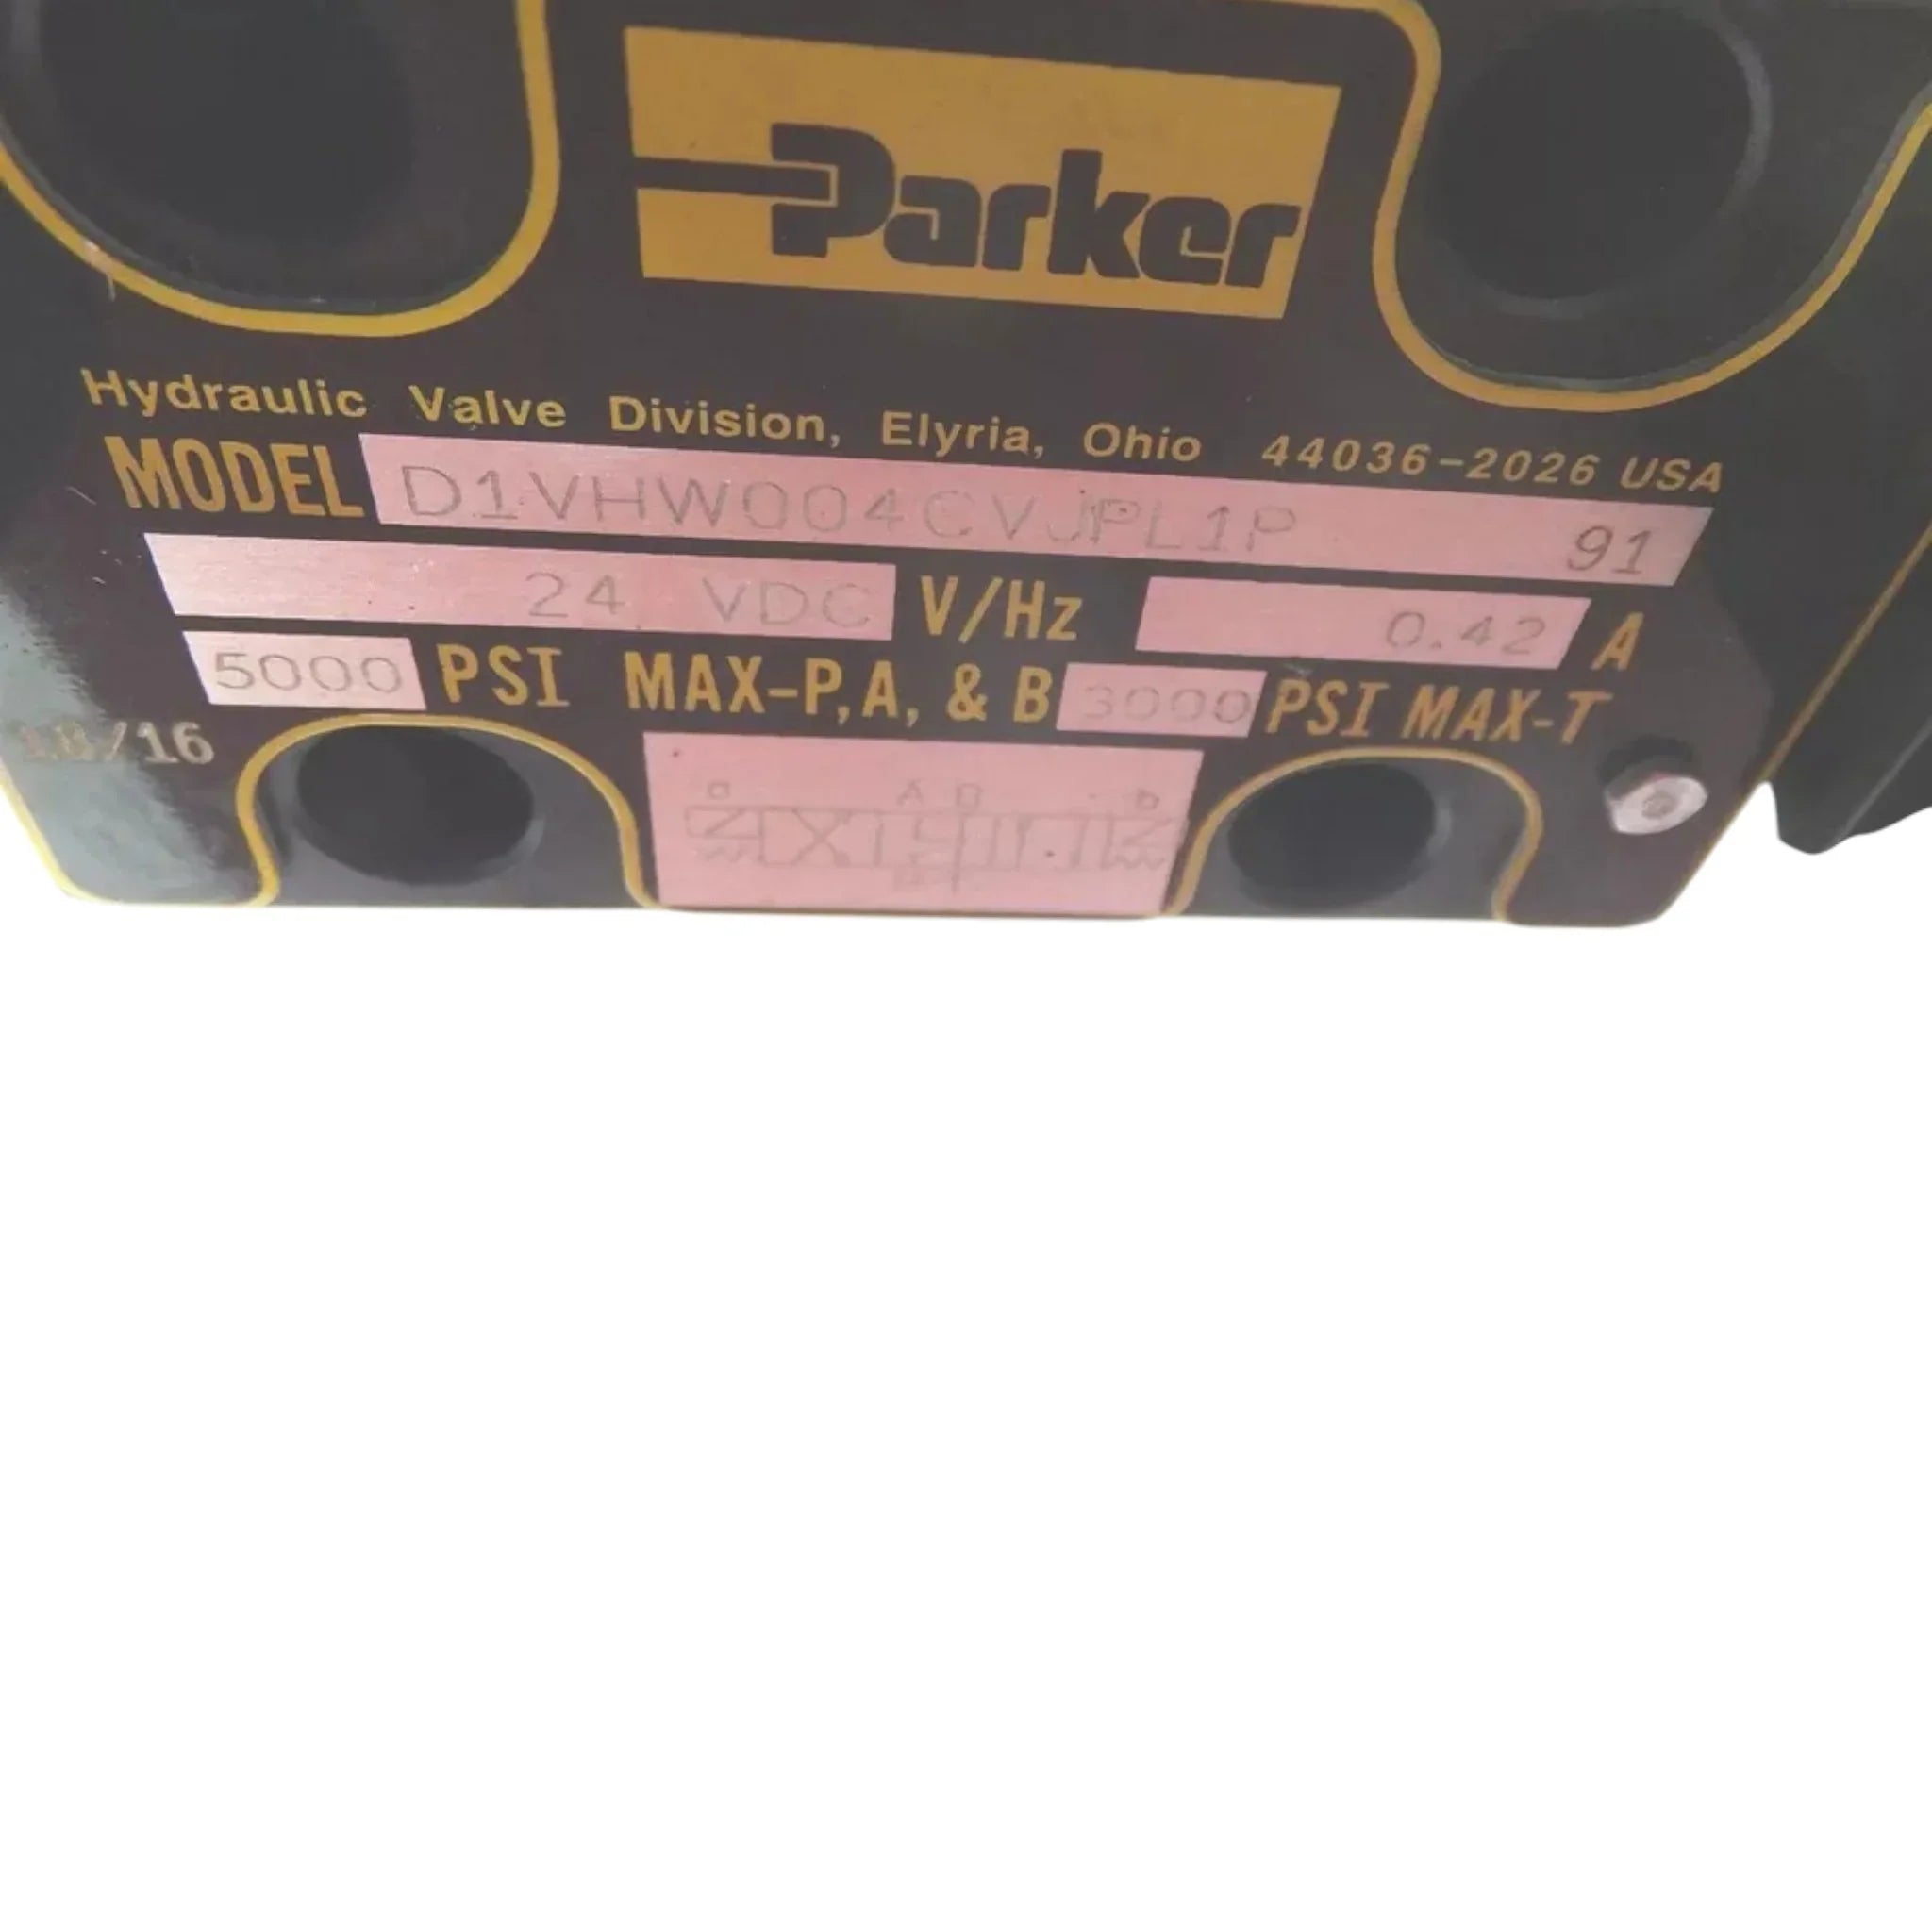 Parker
Hydraulic Valve Division, Elyria, Ohio 44036-2026 USA
MODEL D1VHW004CVJPL1P 91
24 VDC V/Hz 0.42 A
5000 PSI MAX-P,A, & B 3000 PSI MAX-T
/16
a A B b